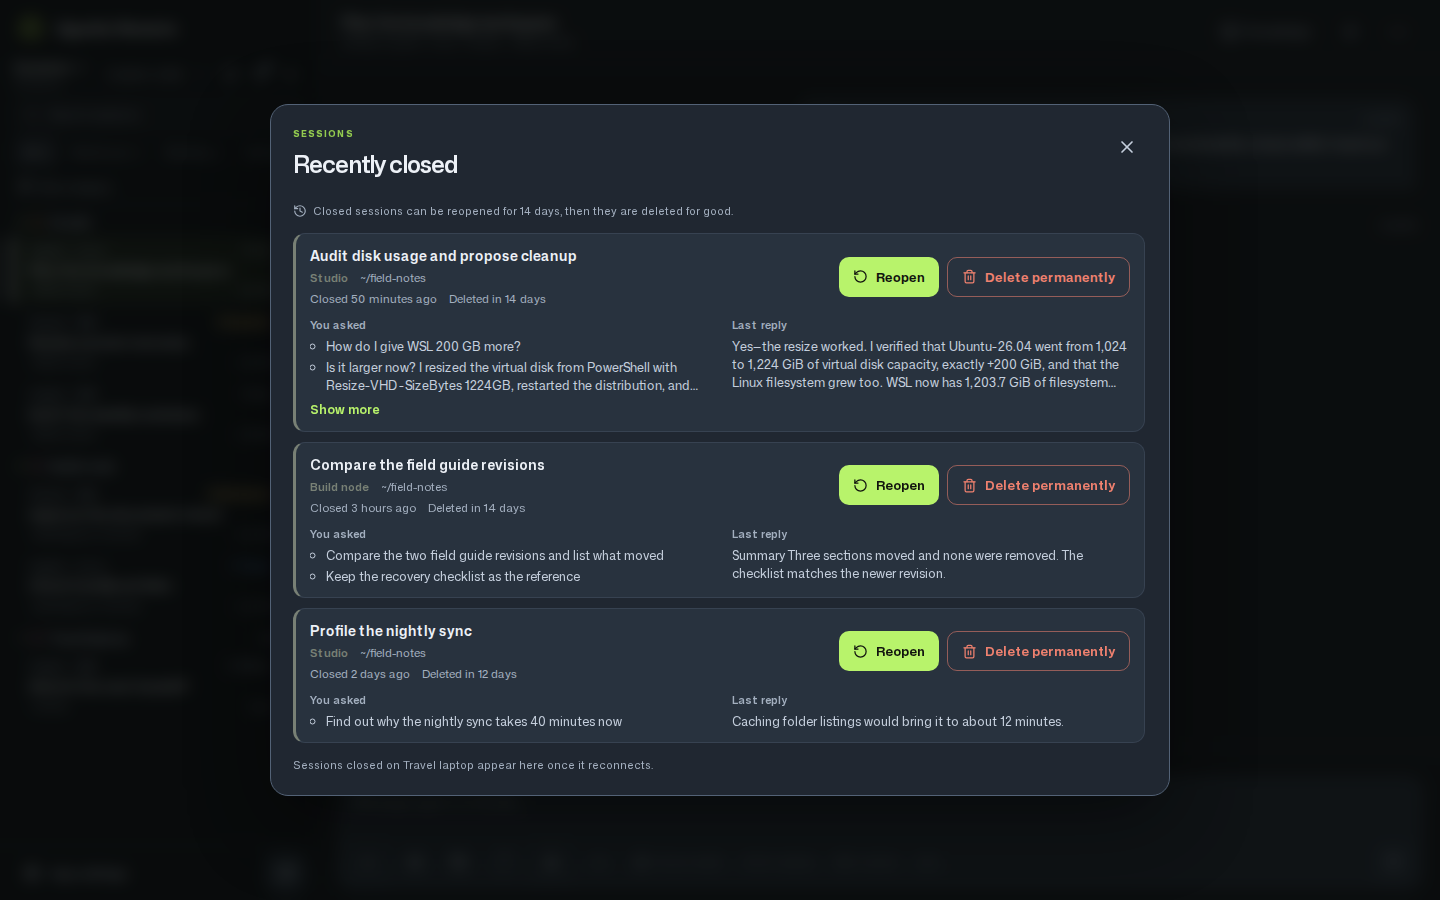 SESSIONS
Recently closed
Closed sessions can be reopened for 14 days, then they are deleted for good.
Audit disk usage and propose cleanup
Studio ~/field-notes
Closed 50 minutes ago Deleted in 14 days
Reopen
Delete permanently
You asked
How do I give WSL 200 GB more?
Is it larger now? I resized the virtual disk from PowerShell with
Resize-VHD -SizeBytes 1224GB, restarted the distribution, and…
Show more
Last reply
Yes—the resize worked. I verified that Ubuntu-26.04 went from 1,024
to 1,224 GiB of virtual disk capacity, exactly +200 GiB, and that the
Linux filesystem grew too. WSL now has 1,203.7 GiB of filesystem…
Compare the field guide revisions
Build node ~/field-notes
Closed 3 hours ago Deleted in 14 days
Reopen
Delete permanently
You asked
Compare the two field guide revisions and list what moved
Keep the recovery checklist as the reference
Last reply
Summary Three sections moved and none were removed. The
checklist matches the newer revision.
Profile the nightly sync
Studio ~/field-notes
Closed 2 days ago Deleted in 12 days
Reopen
Delete permanently
You asked
Find out why the nightly sync takes 40 minutes now
Last reply
Caching folder listings would bring it to about 12 minutes.
Sessions closed on Travel laptop appear here once it reconnects.